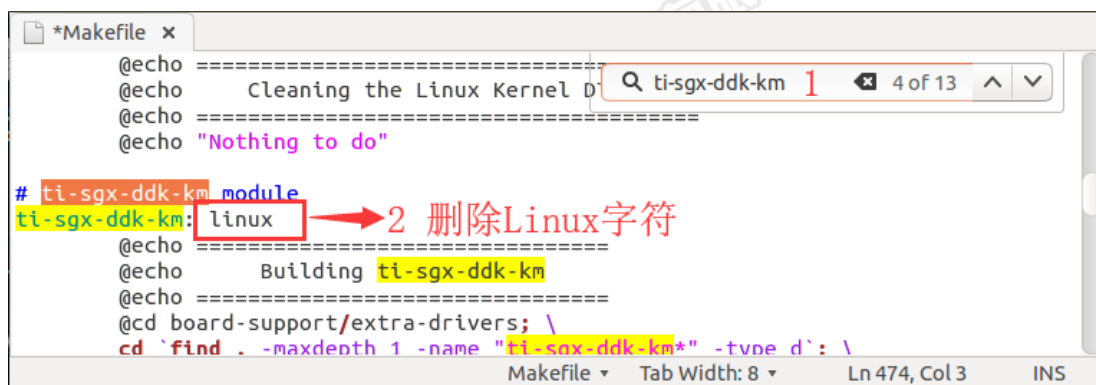 *Makefile ×
@echo ================================
@echo     Cleaning the Linux Kernel D
ti-sgx-ddk-km 1 4 of 13
@echo =======================================
@echo "Nothing to do"
# ti-sgx-ddk-km module
ti-sgx-ddk-km: linux 2 删除Linux字符
@echo ================================
@echo      Building ti-sgx-ddk-km
@echo ================================
@cd board-support/extra-drivers; \
cd `find . -maxdepth 1 -name "ti-sgx-ddk-km*" -type d`; \
Makefile Tab Width: 8 Ln 474, Col 3 INS